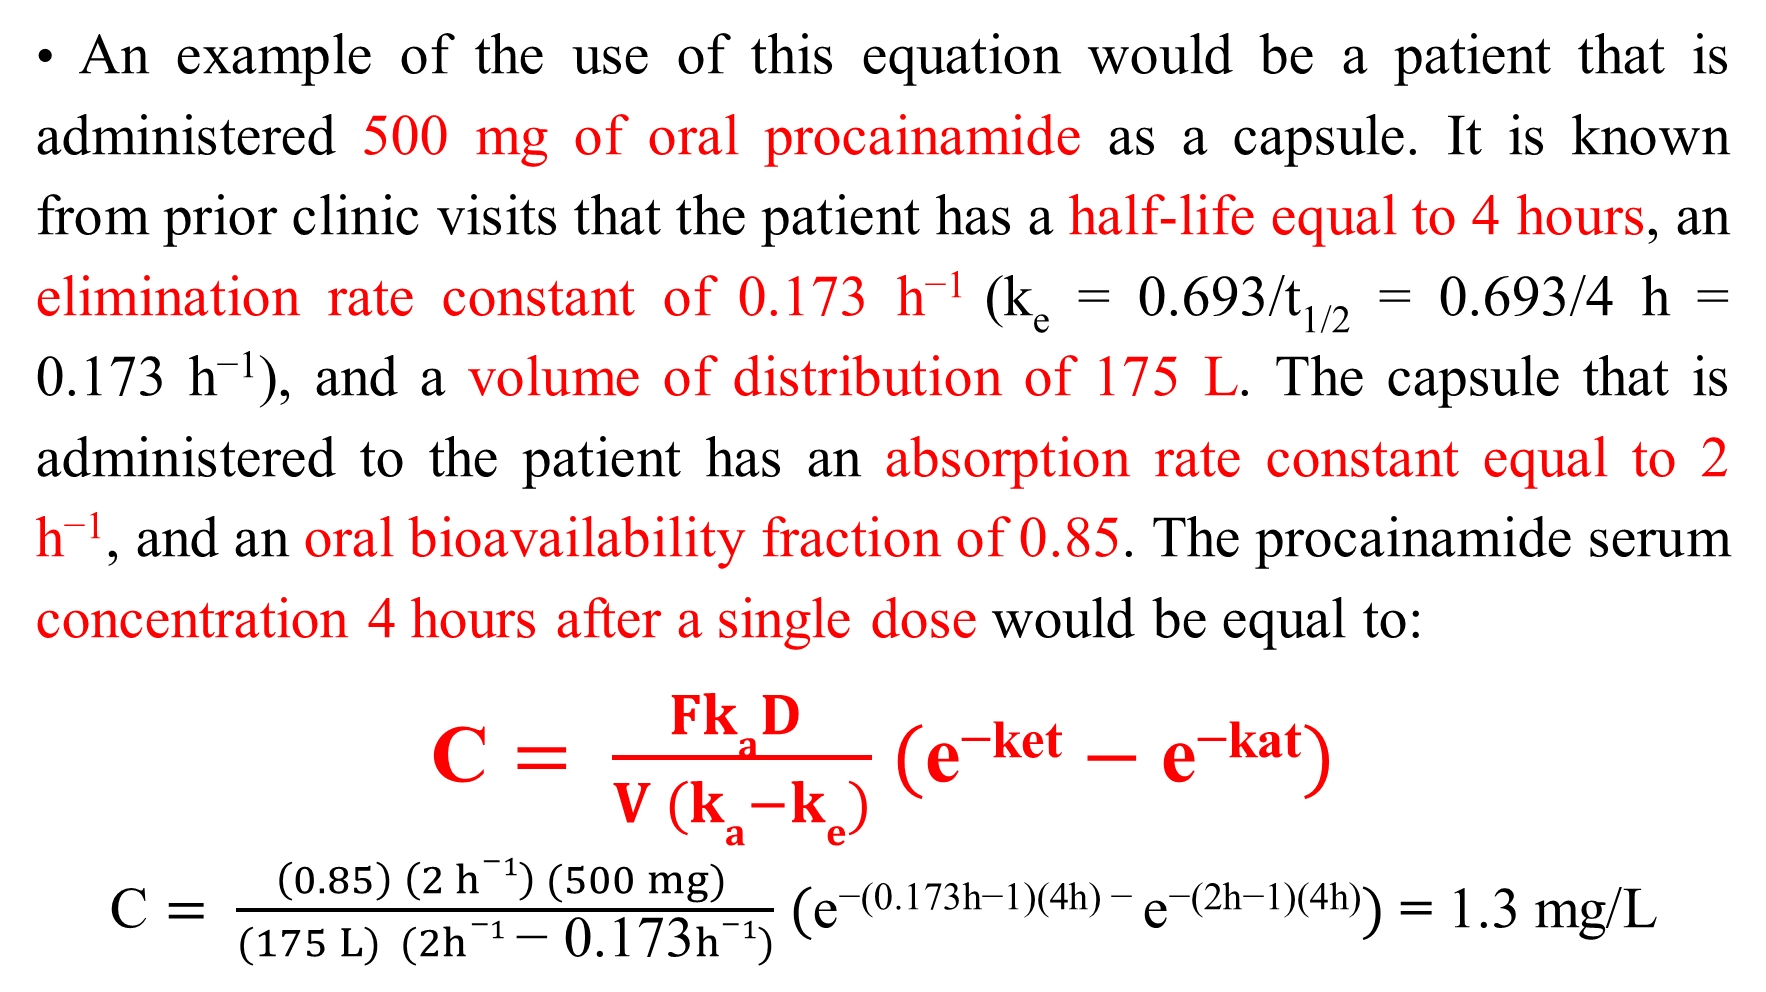 • An example of the use of this equation would be a patient that is
administered 500 mg of oral procainamide as a capsule. It is known
from prior clinic visits that the patient has a half-life equal to 4 hours, an
elimination rate constant of 0.173 h⁻¹ (kₑ = 0.693/t₁/₂ = 0.693/4 h =
0.173 h⁻¹), and a volume of distribution of 175 L. The capsule that is
administered to the patient has an absorption rate constant equal to 2
h⁻¹, and an oral bioavailability fraction of 0.85. The procainamide serum
concentration 4 hours after a single dose would be equal to:
C = FkₐD / V (kₐ−kₑ) (e^−ket − e^−kat)
C = (0.85) (2 h⁻¹) (500 mg) / (175 L) (2h⁻¹ − 0.173h⁻¹) (e^−(0.173h−1)(4h) − e^−(2h−1)(4h)) = 1.3 mg/L